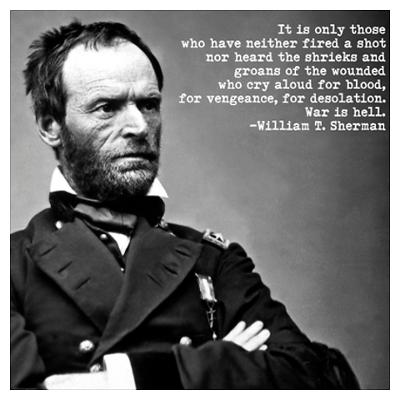 It is only those
who have neither fired a shot
nor heard the shrieks and
groans of the wounded
who cry aloud for blood,
for vengeance, for desolation.
War is hell.
-William T. Sherman